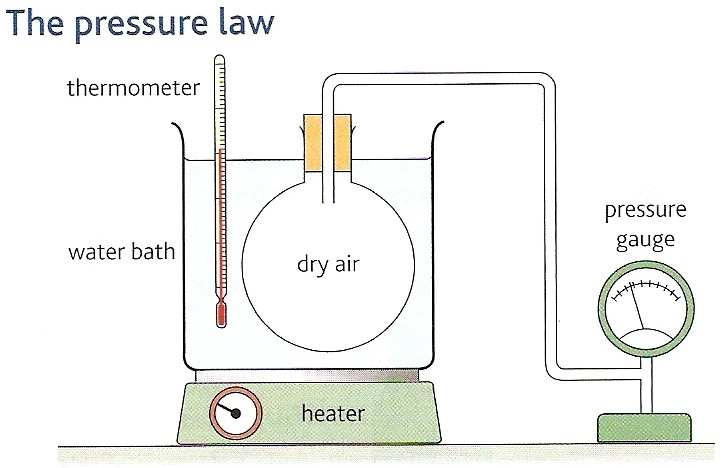 The pressure law
thermometer
water bath
dry air
pressure
gauge
heater